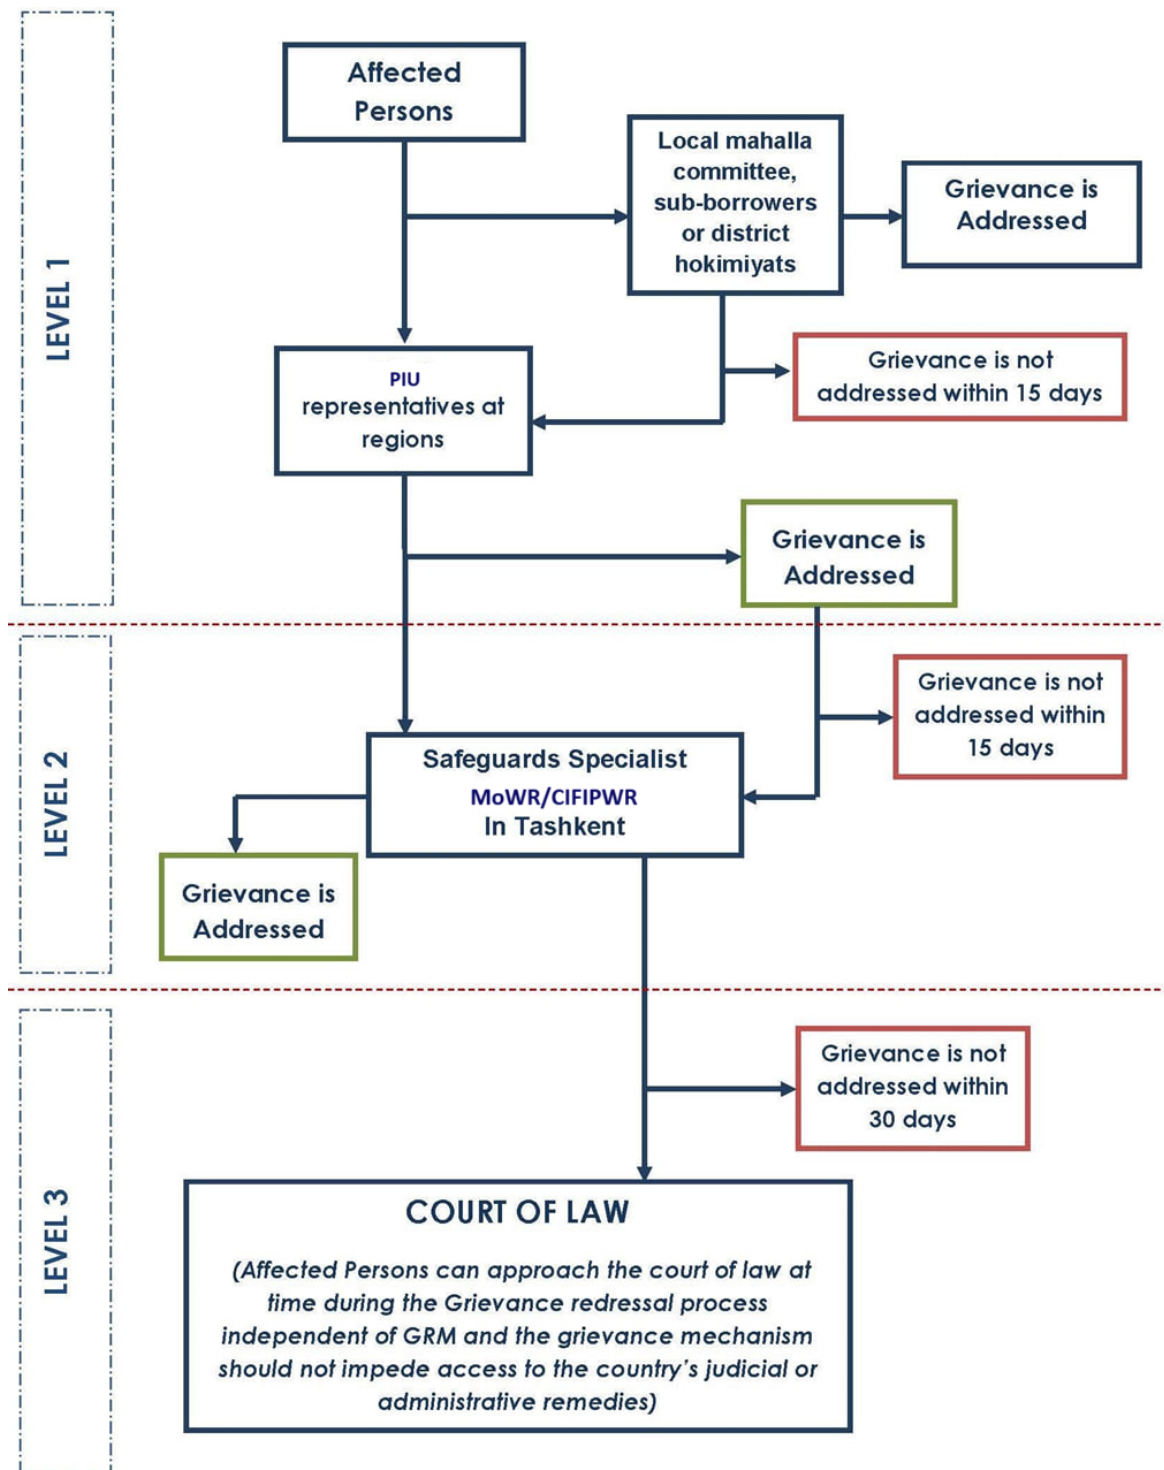 LEVEL 1
Affected
Persons
Local mahalla
committee,
sub-borrowers
or district
hokimiyats
Grievance is
Addressed
Grievance is not
addressed within 15 days
PIU
representatives at
regions
Grievance is
Addressed
LEVEL 2
Grievance is not
addressed within
15 days
Safeguards Specialist
MoWR/CIFIPWR
In Tashkent
Grievance is
Addressed
LEVEL 3
Grievance is not
addressed within
30 days
COURT OF LAW
(Affected Persons can approach the court of law at
time during the Grievance redressal process
independent of GRM and the grievance mechanism
should not impede access to the country’s judicial or
administrative remedies)